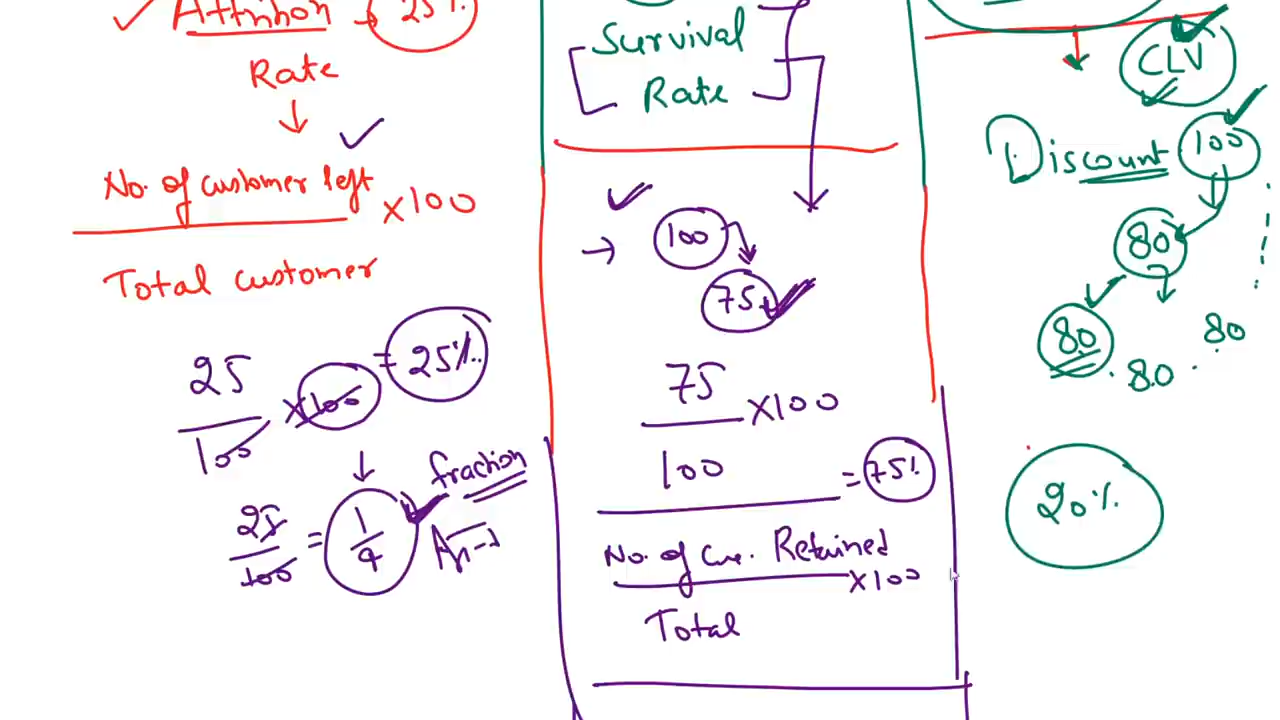 Attrition → 25%
Rate
No. of customer left × 100
Total customer
25
100
×100 = 25%
fraction
25
100
=
1
4
Survival
Rate
100
75
75
100
×100
= 75%
No. of Cus. Retained
×100
Total
CLV
Discount 100
80
80
80
80
20%